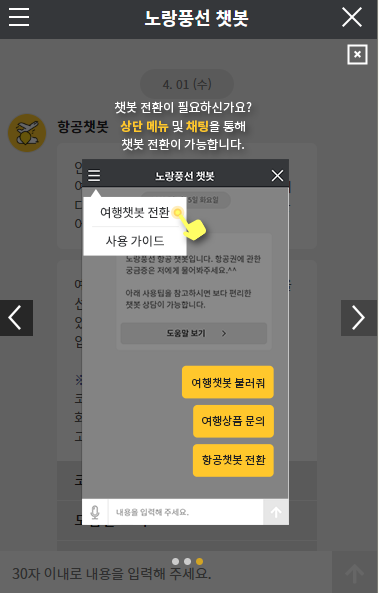 노랑풍선 챗봇
4. 01 (수)
챗봇 전환이 필요하신가요?
항공챗봇
상단 메뉴 및 채팅을 통해
챗봇 전환이 가능합니다.
노랑풍선 챗봇
여행챗봇 전환
5일 화요일
사용 가이드
노랑풍선 항공 챗봇입니다. 항공권에 관한
궁금증은 저에게 물어봐주세요.^^
아래 사용팁을 참고하시면 보다 편리한
챗봇 상담이 가능합니다.
도움말 보기
여행챗봇 불러줘
여행상품 문의
항공챗봇 전환
내용을 입력해 주세요.
30자 이내로 내용을 입력해 주세요.